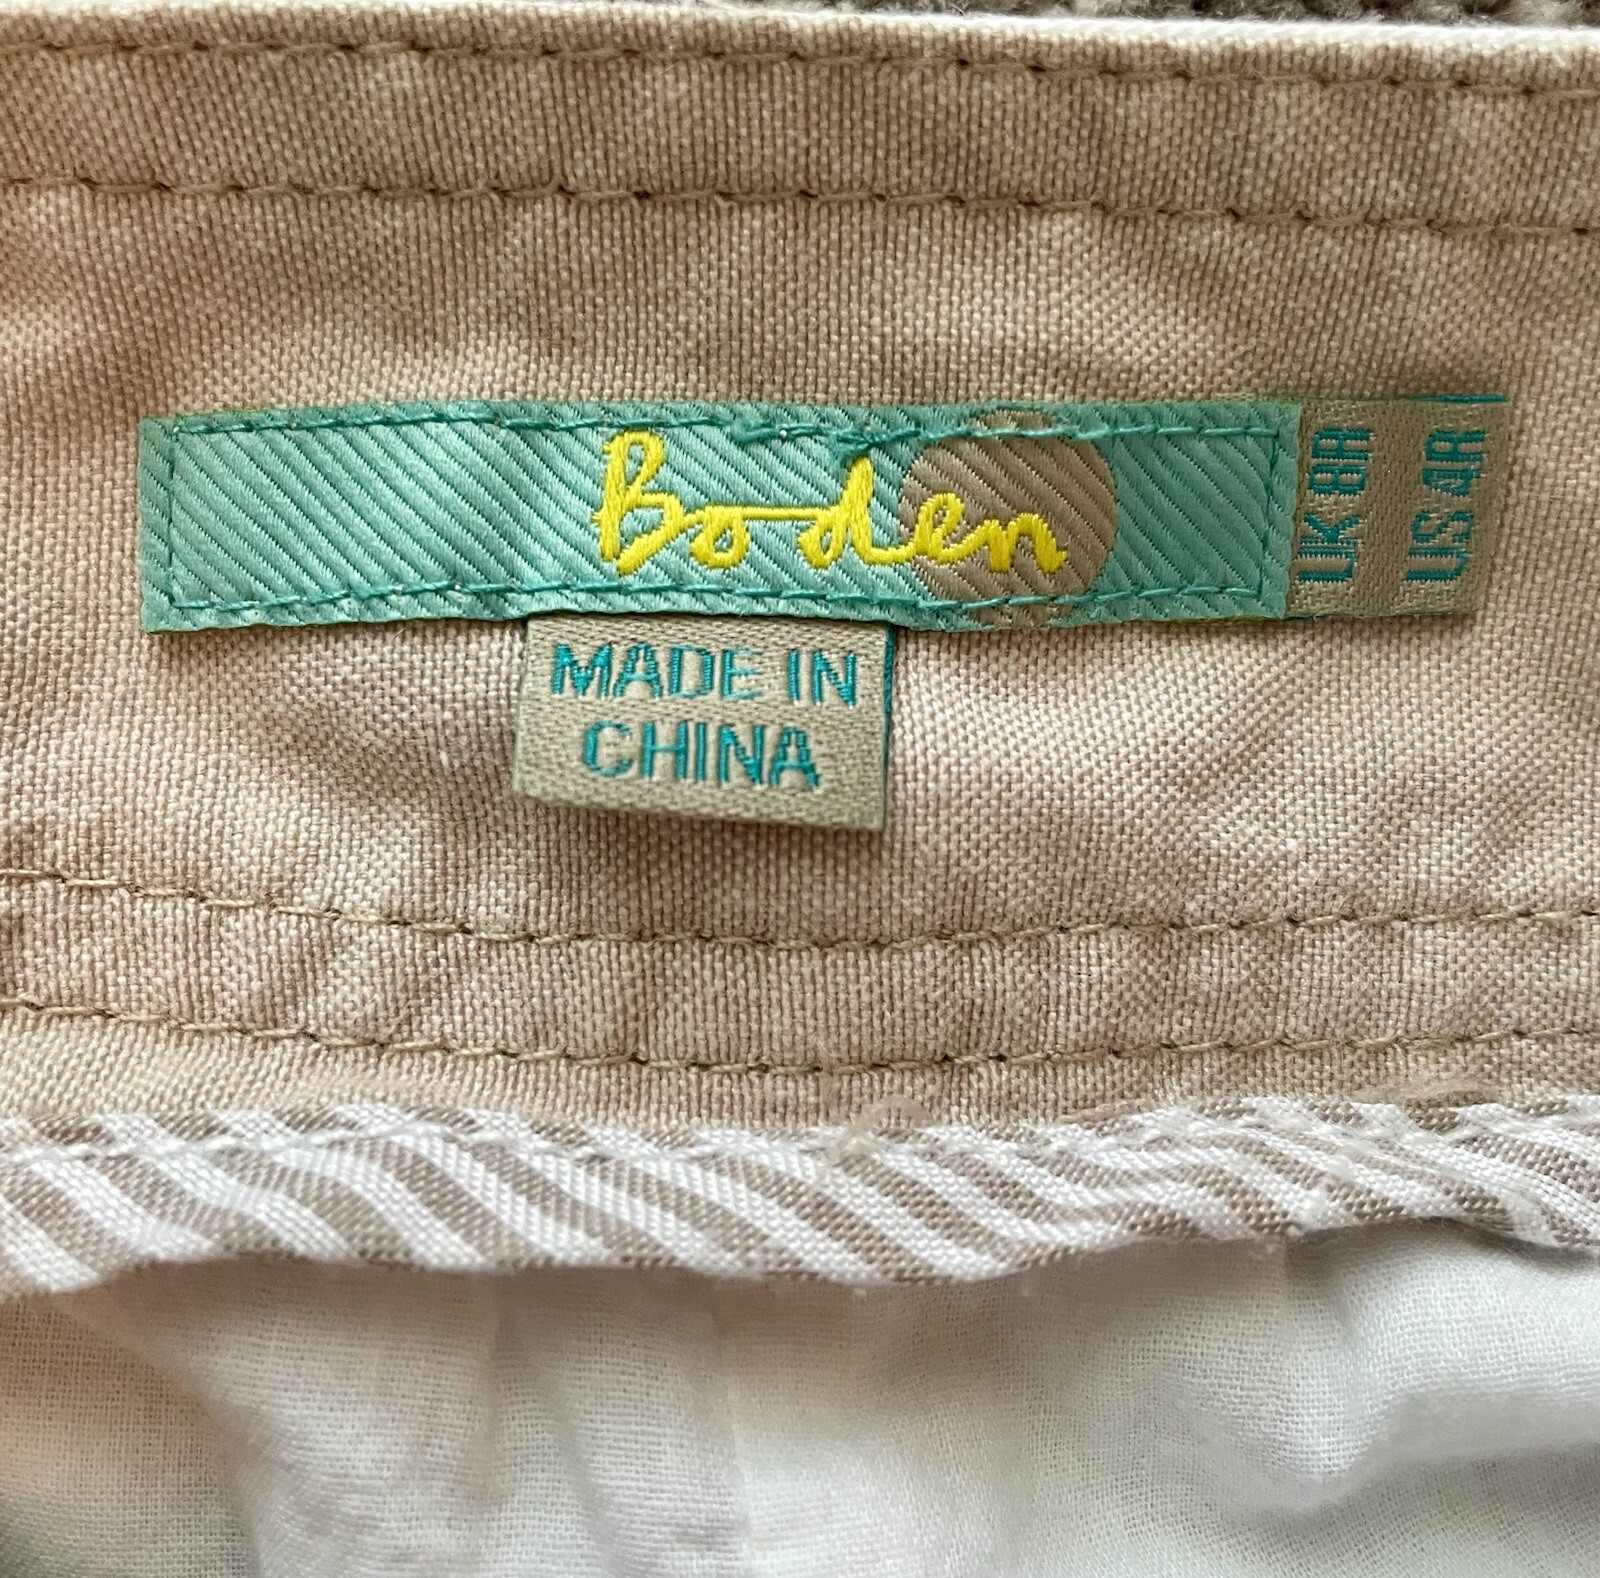 Boden
UK 8R
US 4R
MADE IN
CHINA